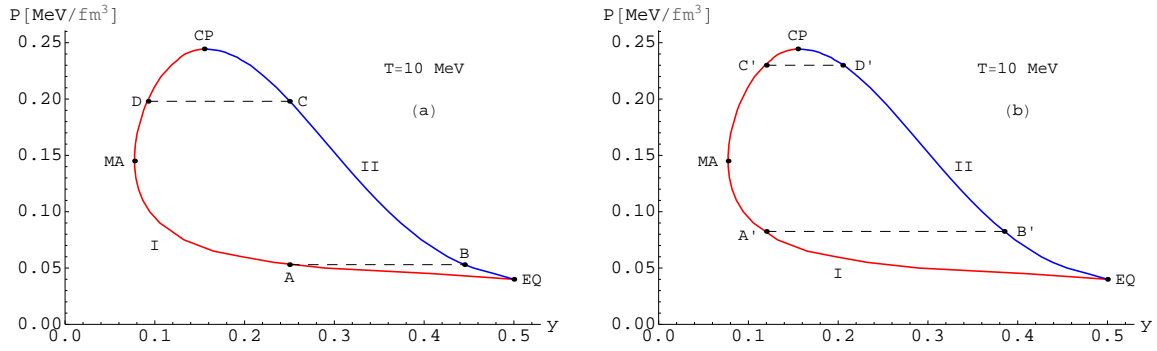 P[MeV/fm³]
0.25
0.20
0.15
0.10
0.05
0.00
0.0
0.1
0.2
0.3
0.4
0.5
y
CP
T=10 MeV
(a)
D
C
MA
II
I
A
B
EQ
P[MeV/fm³]
0.25
0.20
0.15
0.10
0.05
0.00
0.0
0.1
0.2
0.3
0.4
0.5
y
CP
C'
D'
T=10 MeV
(b)
MA
II
A'
B'
I
EQ